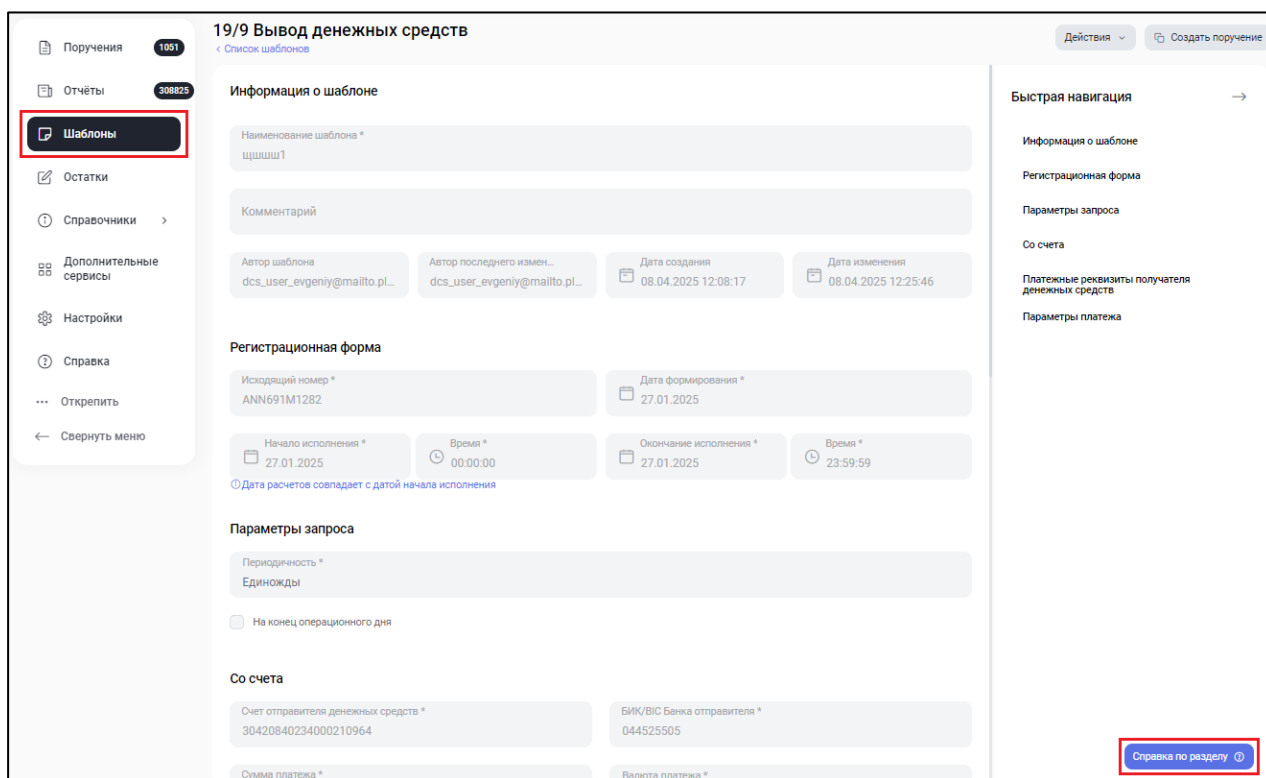 19/9 Вывод денежных средств
‹ Список шаблонов
Действия
Создать поручение
Поручения
1051
Отчёты
308825
Шаблоны
Остатки
Справочники
Дополнительные
сервисы
Настройки
Справка
Открепить
Свернуть меню
Информация о шаблоне
Наименование шаблона *
щшшш1
Комментарий
Автор шаблона
dcs_user_evgeniy@mailto.pl...
Автор последнего измен...
dcs_user_evgeniy@mailto.pl...
Дата создания
08.04.2025 12:08:17
Дата изменения
08.04.2025 12:25:46
Регистрационная форма
Исходящий номер *
ANN691M1282
Дата формирования *
27.01.2025
Начало исполнения *
27.01.2025
Время *
00:00:00
Окончание исполнения *
27.01.2025
Время *
23:59:59
Дата расчетов совпадает с датой начала исполнения
Параметры запроса
Периодичность *
Единожды
На конец операционного дня
Со счета
Счет отправителя денежных средств *
30420840234000210964
БИК/BIC Банка отправителя *
044525505
Сумма платежа *
Валюта платежа *
Быстрая навигация
Информация о шаблоне
Регистрационная форма
Параметры запроса
Со счета
Платежные реквизиты получателя
денежных средств
Параметры платежа
Справка по разделу